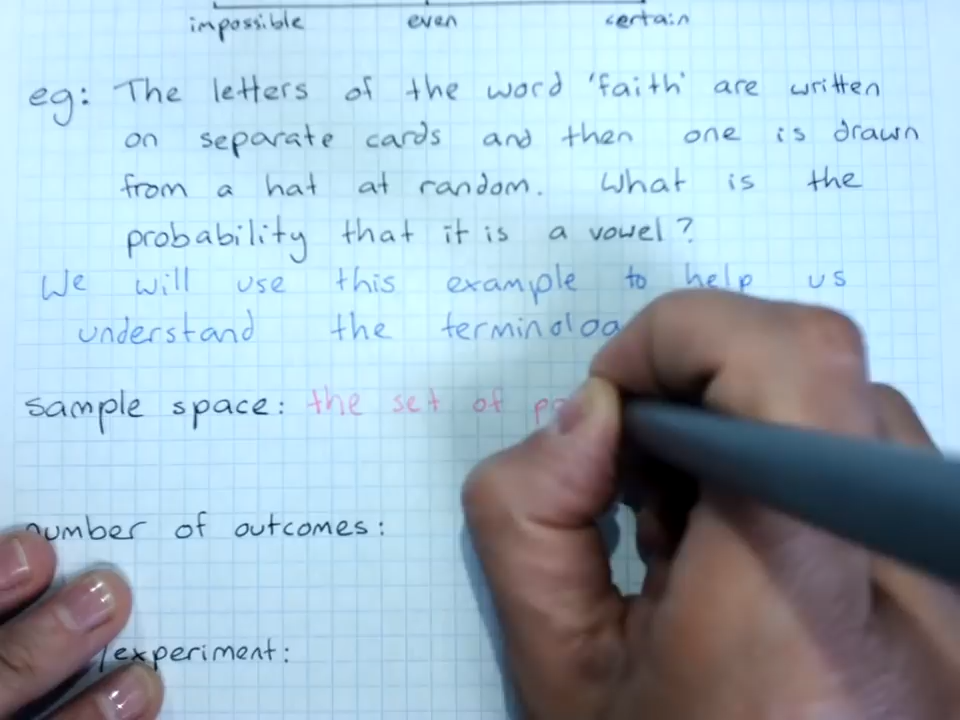 impossible even certain
eg: The letters of the word 'faith' are written
on separate cards and then one is drawn
from a hat at random. What is the
probability that it is a vowel?
We will use this example to help us
understand the
sample space: the set of
number of outcomes:
/experiment: